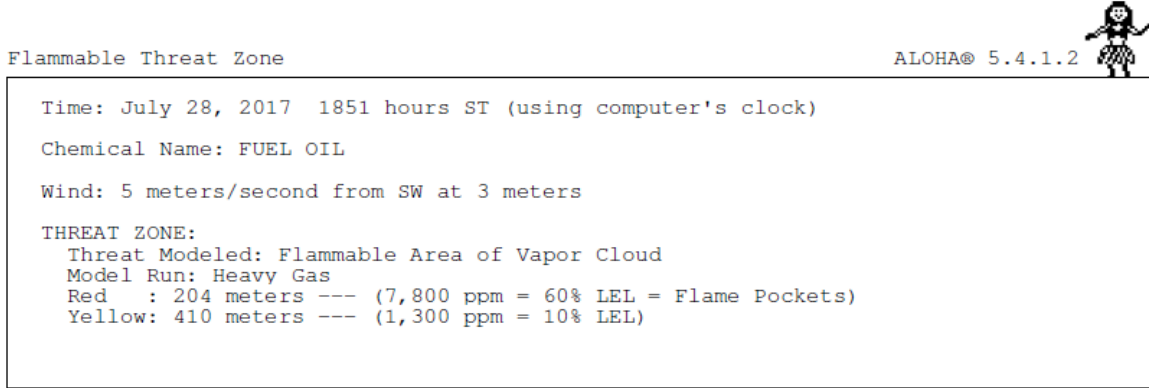 Flammable Threat Zone
ALOHA® 5.4.1.2
Time: July 28, 2017  1851 hours ST (using computer's clock)
Chemical Name: FUEL OIL
Wind: 5 meters/second from SW at 3 meters
THREAT ZONE:
Threat Modeled: Flammable Area of Vapor Cloud
Model Run: Heavy Gas
Red   : 204 meters --- (7,800 ppm = 60% LEL = Flame Pockets)
Yellow: 410 meters --- (1,300 ppm = 10% LEL)